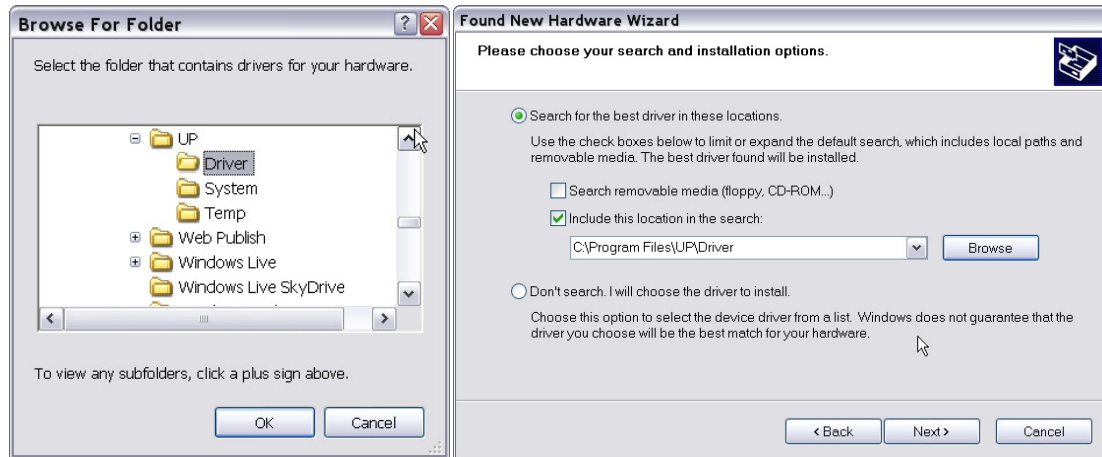 Browse For Folder
Select the folder that contains drivers for your hardware.
UP
Driver
System
Temp
Web Publish
Windows Live
Windows Live SkyDrive
To view any subfolders, click a plus sign above.
OK
Cancel
Found New Hardware Wizard
Please choose your search and installation options.
Search for the best driver in these locations.
Use the check boxes below to limit or expand the default search, which includes local paths and
removable media. The best driver found will be installed.
Search removable media (floppy, CD-ROM...)
Include this location in the search:
C:\Program Files\UP\Driver
Browse
Don't search. I will choose the driver to install.
Choose this option to select the device driver from a list. Windows does not guarantee that the
driver you choose will be the best match for your hardware.
< Back
Next >
Cancel